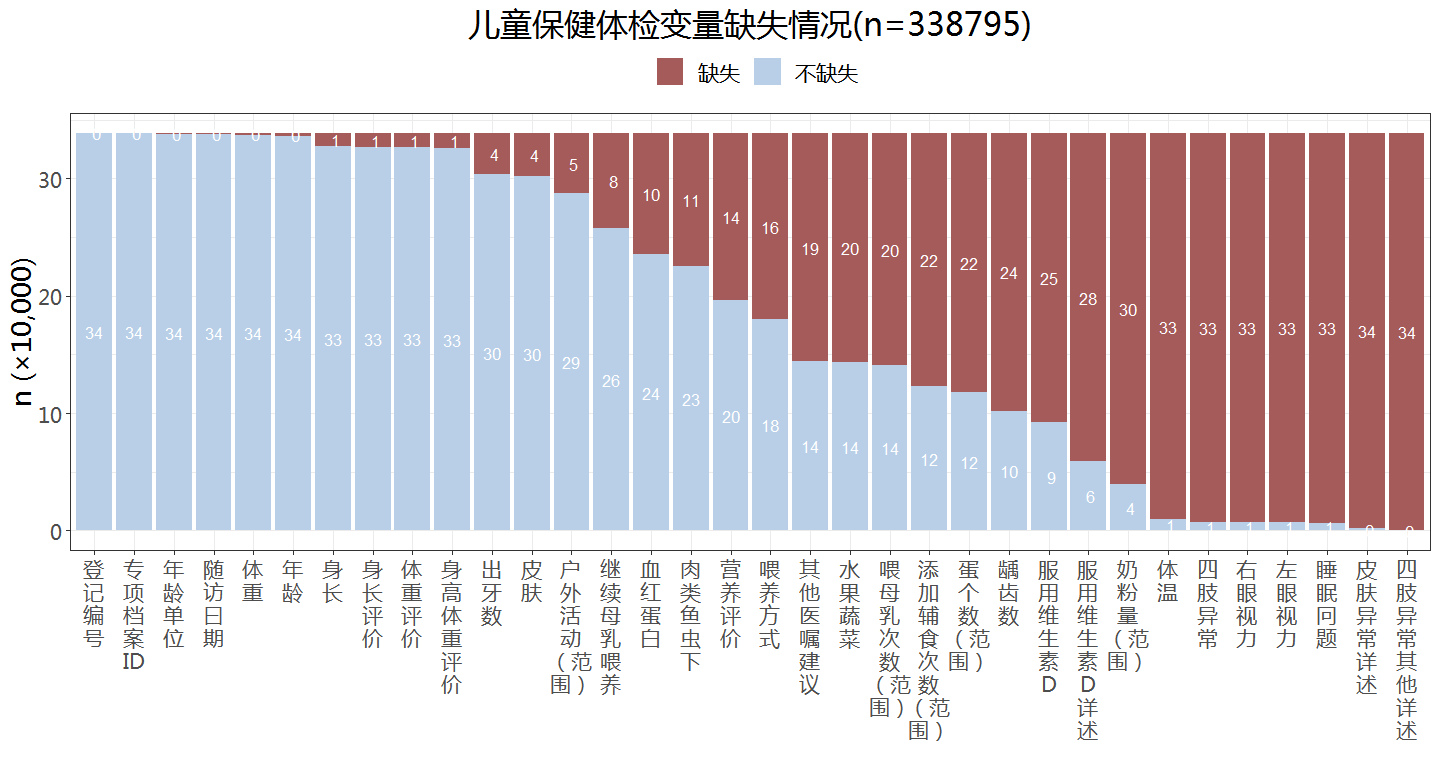 儿童保健体检变量缺失情况(n=338795)
缺失 不缺失
n (×10,000)
30
20
10
0
0 0 0 0 0 0 1 1 1 1 4 4 5 8 10 11 14 16 19 20 20 22 22 24 25 28 30 33 33 33 33 33 34 34
34 34 34 34 34 34 33 33 33 33 30 30 29 26 24 23 20 18 14 14 14 12 12 10 9 6 4 1 1 1 1 1 0 0
登记编号
专项档案ID
年龄单位
随访日期
体重
年龄
身长
身长评价
体重评价
身高体重评价
出牙数
皮肤
户外活动（范围）
继续母乳喂养
血红蛋白
肉类鱼虫下
营养评价
喂养方式
其他医嘱建议
水果蔬菜
喂母乳次数（范围）
添加辅食次数（范围）
蛋个数（范围）
龋齿数
服用维生素D
服用维生素D详述
奶粉量（范围）
体温
四肢异常
右眼视力
左眼视力
睡眠问题
皮肤异常详述
四肢异常其他详述